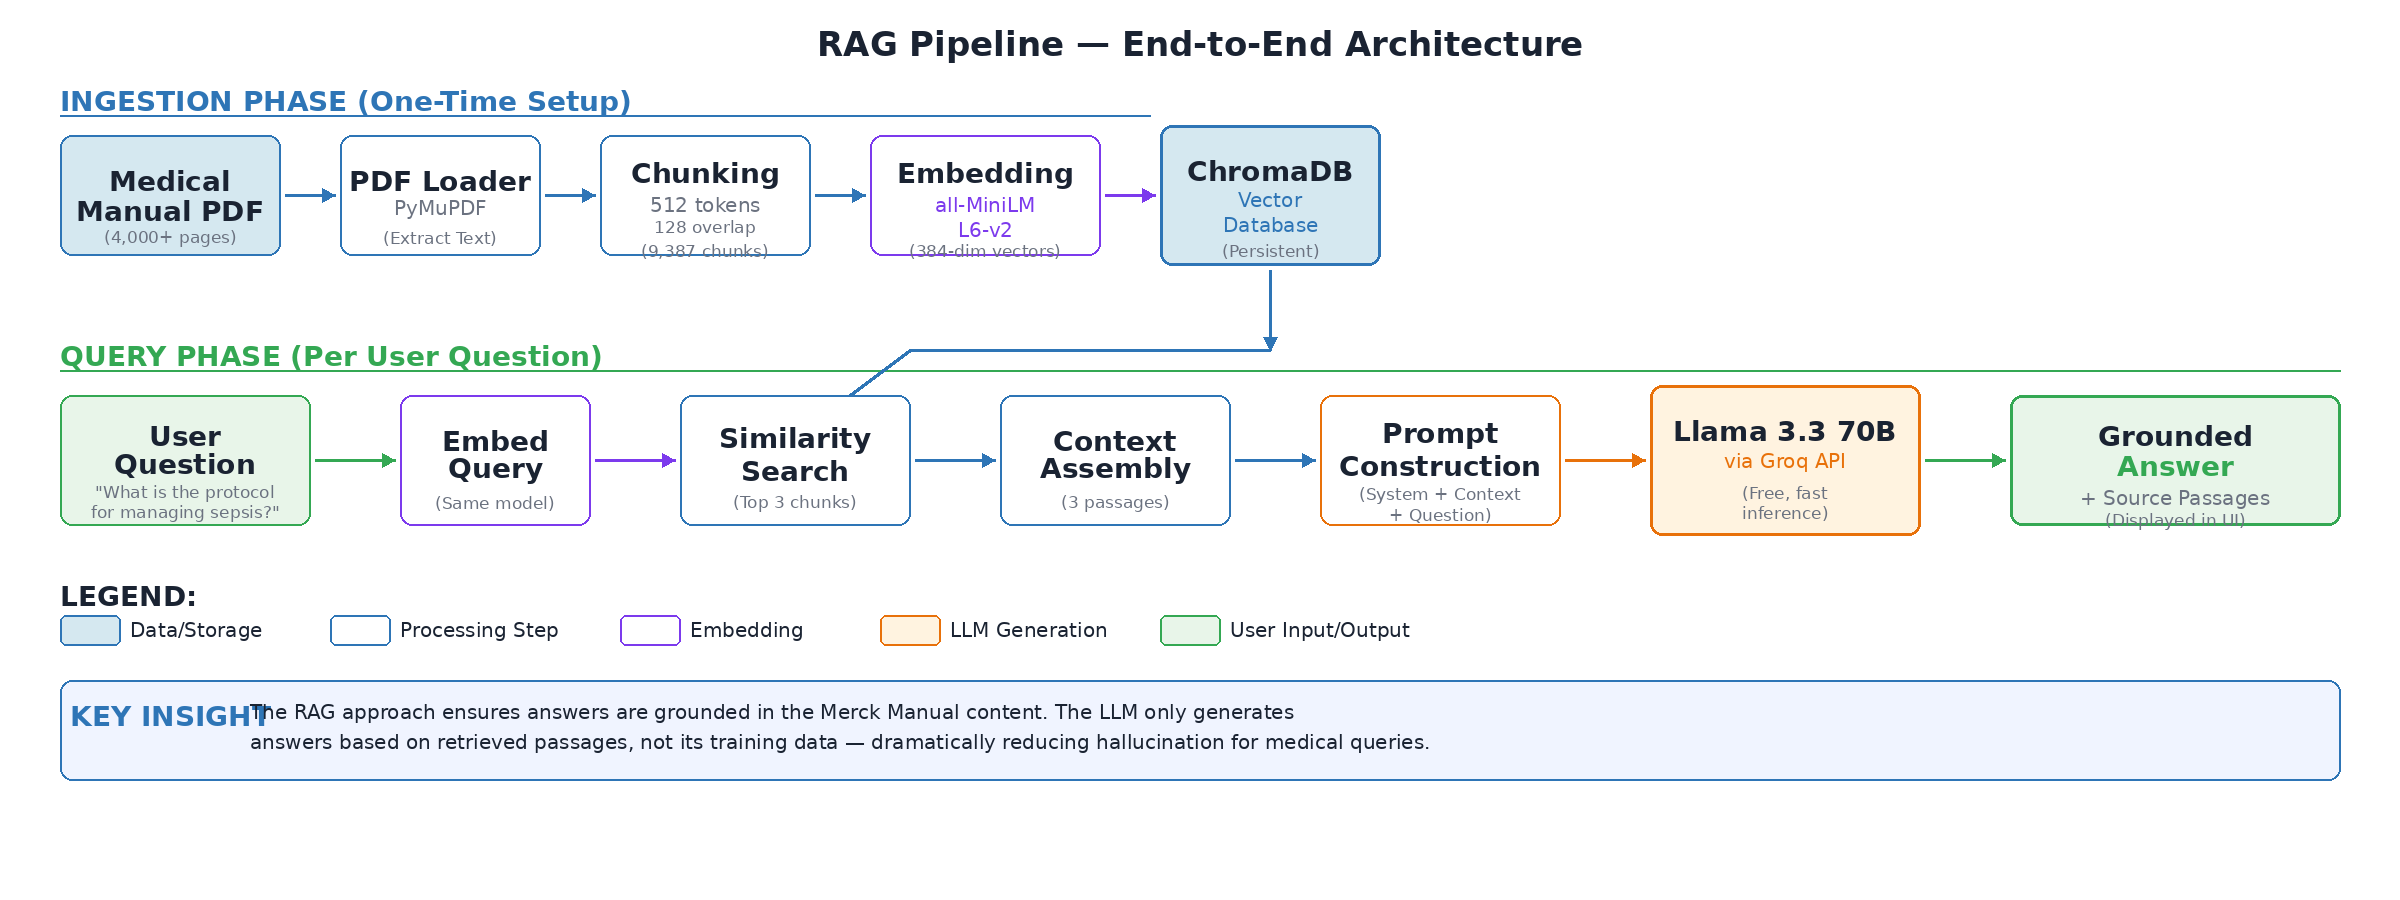 RAG Pipeline — End-to-End Architecture
INGESTION PHASE (One-Time Setup)
Medical
Manual PDF
(4,000+ pages)
PDF Loader
PyMuPDF
(Extract Text)
Chunking
512 tokens
128 overlap
(9,387 chunks)
Embedding
all-MiniLM
L6-v2
(384-dim vectors)
ChromaDB
Vector
Database
(Persistent)
QUERY PHASE (Per User Question)
User
Question
"What is the protocol
for managing sepsis?"
Embed
Query
(Same model)
Similarity
Search
(Top 3 chunks)
Context
Assembly
(3 passages)
Prompt
Construction
(System + Context
+ Question)
Llama 3.3 70B
via Groq API
(Free, fast
inference)
Grounded
Answer
+ Source Passages
(Displayed in UI)
LEGEND:
Data/Storage
Processing Step
Embedding
LLM Generation
User Input/Output
KEY INSIGHT
The RAG approach ensures answers are grounded in the Merck Manual content. The LLM only generates
answers based on retrieved passages, not its training data — dramatically reducing hallucination for medical queries.